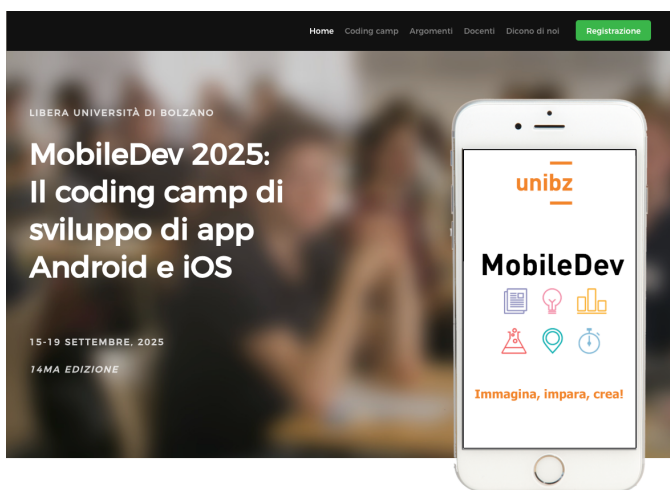 Home Coding camp Argomenti Docenti Dicono di noi Registrazione
LIBERA UNIVERSITÀ DI BOLZANO
MobileDev 2025:
Il coding camp di
sviluppo di app
Android e iOS
15-19 SETTEMBRE, 2025
14MA EDIZIONE
unibz
MobileDev
Immagina, impara, crea!